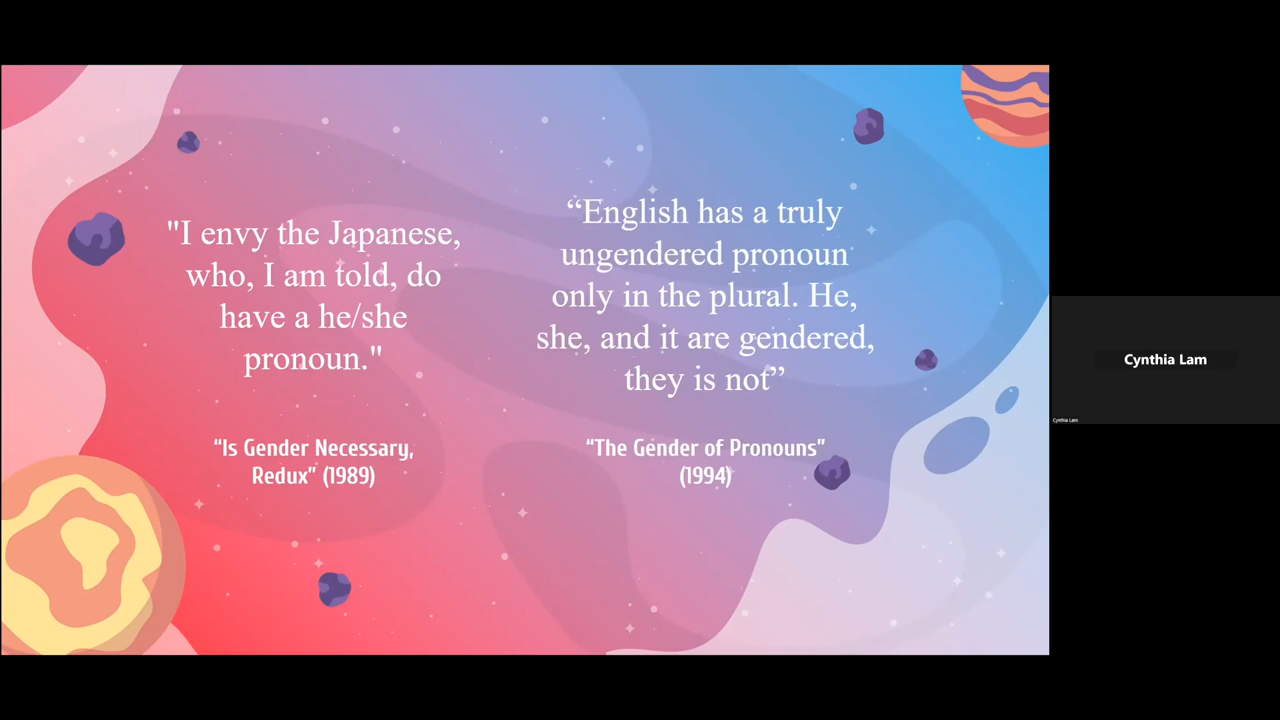 "I envy the Japanese,
who, I am told, do
have a he/she
pronoun."
“Is Gender Necessary,
Redux” (1989)
“English has a truly
ungendered pronoun
only in the plural. He,
she, and it are gendered,
they is not”
“The Gender of Pronouns”
(1994)
Cynthia Lam
Cynthia Lam